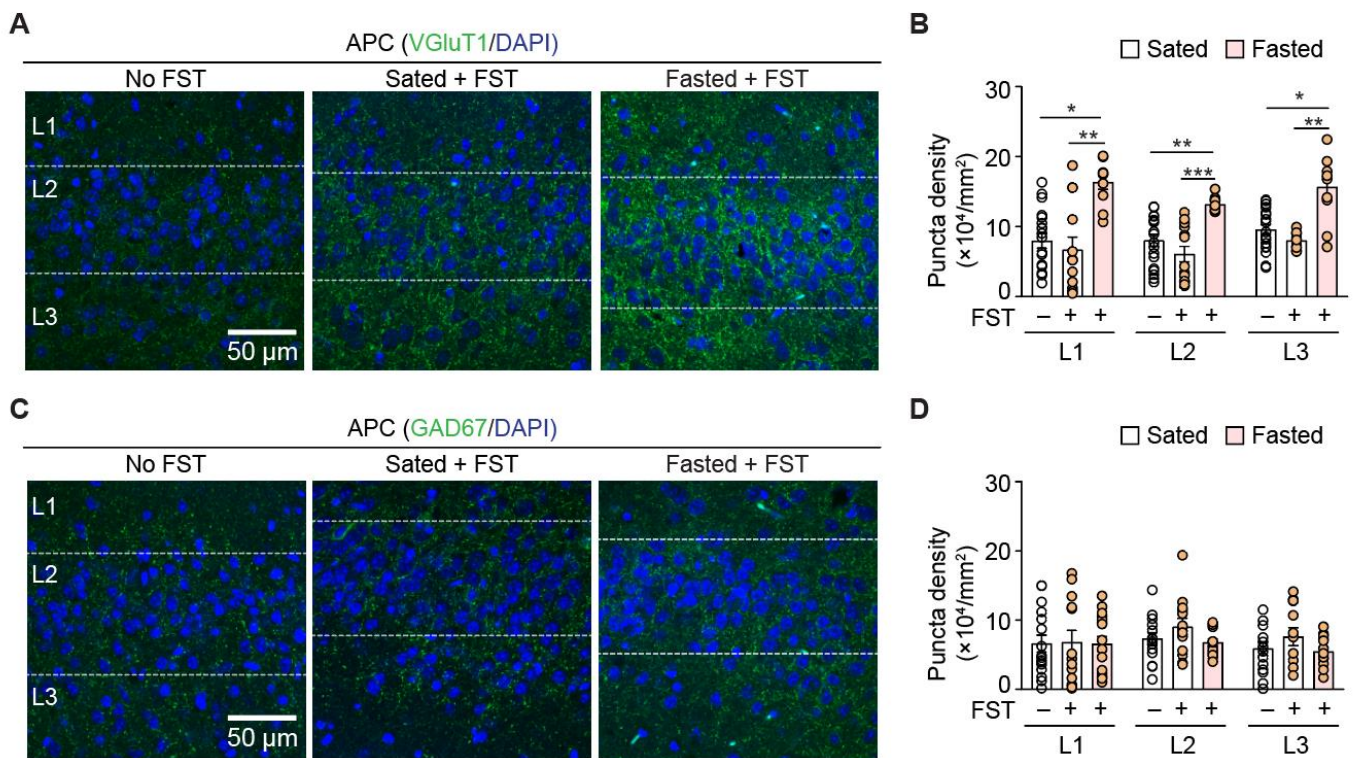 A
APC (VGluT1/DAPI)
No FST
Sated + FST
Fasted + FST
L1
L2
L3
50 µm
B
Sated
Fasted
Puncta density
(×10⁴/mm²)
30
20
10
0
*
**
**
***
*
**
FST
– + +
– + +
– + +
L1
L2
L3
C
APC (GAD67/DAPI)
No FST
Sated + FST
Fasted + FST
L1
L2
L3
50 µm
D
Sated
Fasted
Puncta density
(×10⁴/mm²)
30
20
10
0
FST
– + +
– + +
– + +
L1
L2
L3